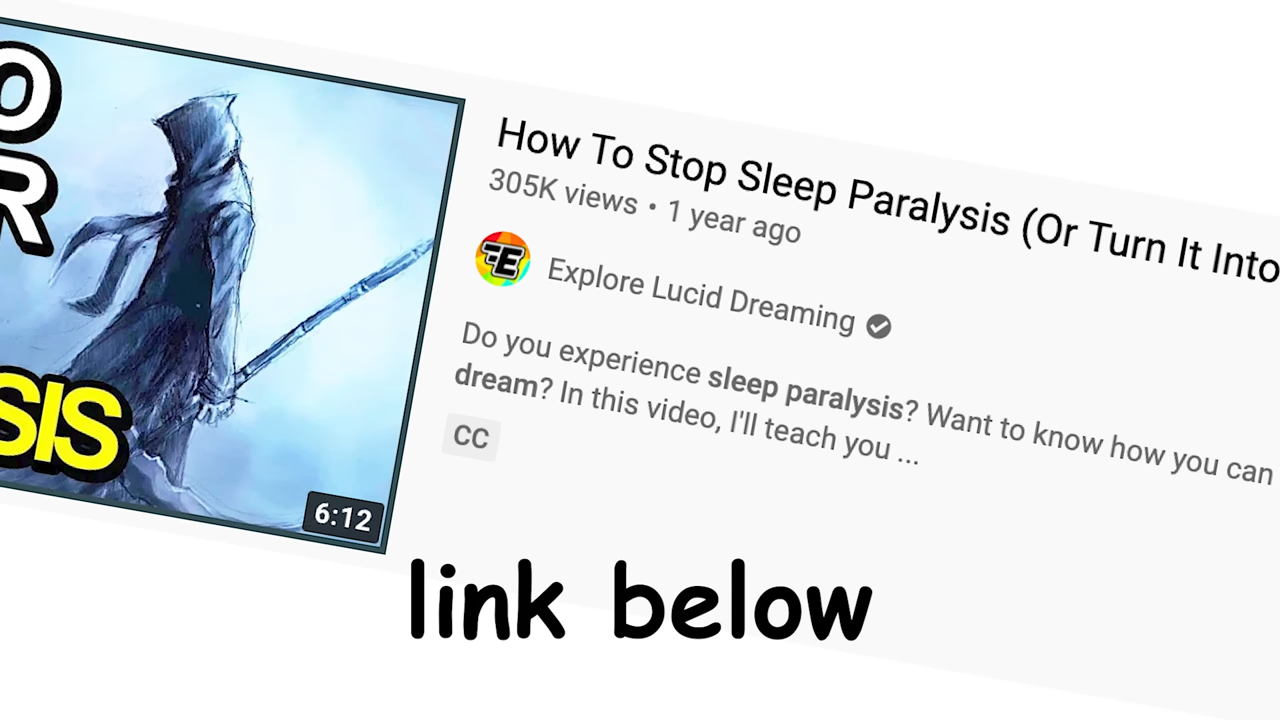 O
R
SIS
6:12
How To Stop Sleep Paralysis (Or Turn It Into
305K views • 1 year ago
E
Explore Lucid Dreaming
Do you experience sleep paralysis? Want to know how you can
dream? In this video, I'll teach you ...
CC
link below